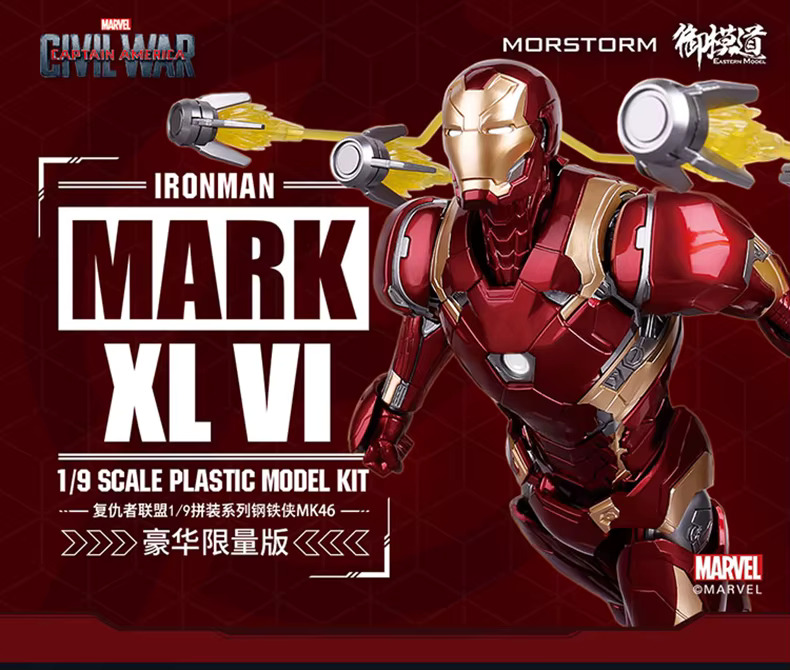 MARVEL
CAPTAIN AMERICA
CIVIL WAR
MORSTORM
御模道
EASTERN MODEL
IRONMAN
MARK
XL VI
1/9 SCALE PLASTIC MODEL KIT
复仇者联盟1/9拼装系列钢铁侠MK46
豪华限量版
MARVEL
©MARVEL